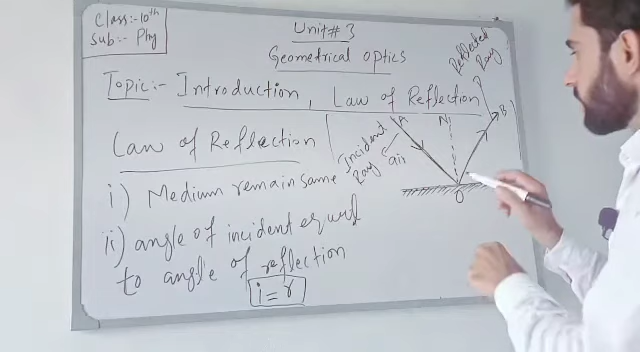 Class:- 10th
Sub:- Phy
Unit# 3
Geometrical optics
Topic:- Introduction, Law of Reflection
Law of Reflection
i) Medium remain same
ii) angle of incident equal
to angle of reflection
i = r
Incident
Ray
air
A
N
B
O
Reflected
Ray